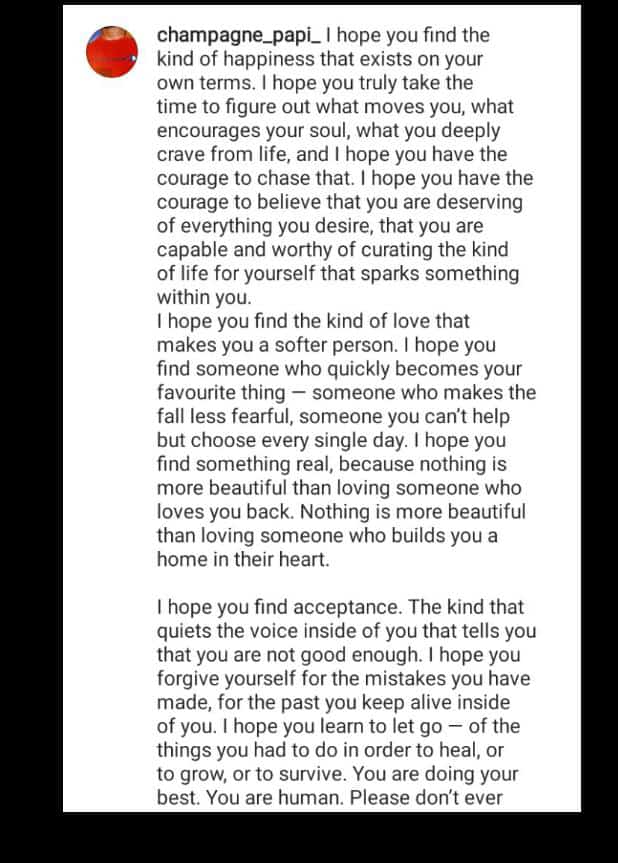 champagne_papi_ I hope you find the
kind of happiness that exists on your
own terms. I hope you truly take the
time to figure out what moves you, what
encourages your soul, what you deeply
crave from life, and I hope you have the
courage to chase that. I hope you have the
courage to believe that you are deserving
of everything you desire, that you are
capable and worthy of curating the kind
of life for yourself that sparks something
within you.
I hope you find the kind of love that
makes you a softer person. I hope you
find someone who quickly becomes your
favourite thing — someone who makes the
fall less fearful, someone you can't help
but choose every single day. I hope you
find something real, because nothing is
more beautiful than loving someone who
loves you back. Nothing is more beautiful
than loving someone who builds you a
home in their heart.
I hope you find acceptance. The kind that
quiets the voice inside of you that tells you
that you are not good enough. I hope you
forgive yourself for the mistakes you have
made, for the past you keep alive inside
of you. I hope you learn to let go — of the
things you had to do in order to heal, or
to grow, or to survive. You are doing your
best. You are human. Please don't ever